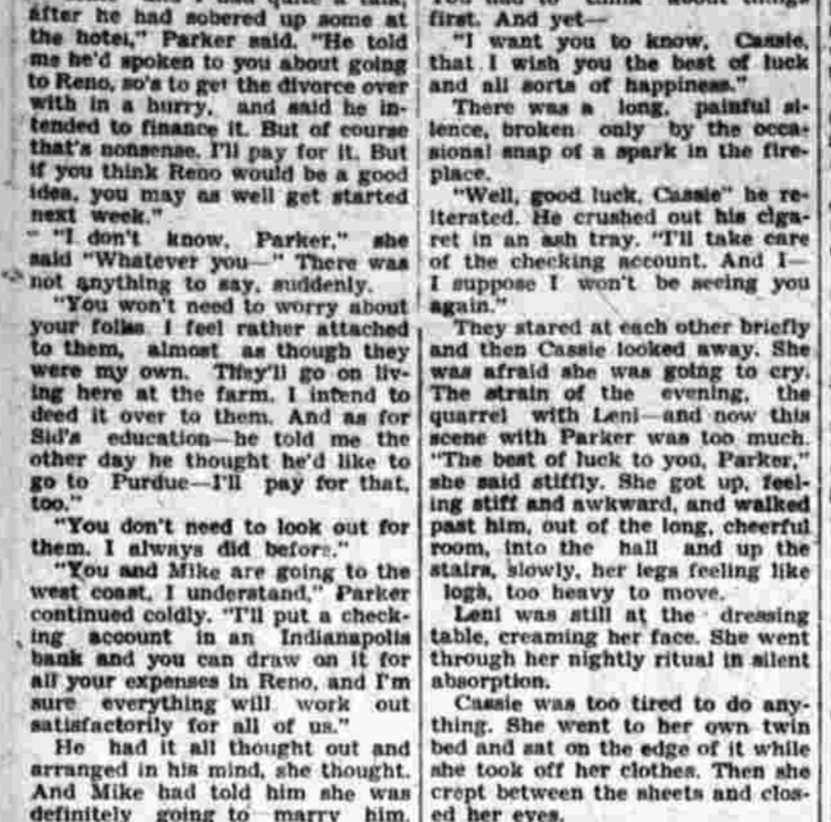 after he had sobered up some at
the hotel," Parker said. "He told
me he'd spoken to you about going
to Reno, so's to get the divorce over
with in a hurry, and said he in-
tended to finance it. But of course
that's nonsense. I'll pay for it. But
if you think Reno would be a good
idea, you may as well get started
next week."
" "I don't know, Parker," she
said "Whatever you—" There was
not anything to say, suddenly.
"You won't need to worry about
your folks I feel rather attached
to them, almost as though they
were my own. They'll go on liv-
ing here at the farm. I intend to
deed it over to them. And as for
Sid's education—he told me the
other day he thought he'd like to
go to Purdue—I'll pay for that,
too."
"You don't need to look out for
them. I always did before."
"You and Mike are going to the
west coast, I understand," Parker
continued coldly. "I'll put a check-
ing account in an Indianapolis
bank and you can draw on it for
all your expenses in Reno, and I'm
sure everything will work out
satisfactorily for all of us."
He had it all thought out and
arranged in his mind, she thought.
And Mike had told him she was
definitely going to marry him.
first. And yet—
"I want you to know, Cassie,
that I wish you the best of luck
and all sorts of happiness."
There was a long, painful si-
lence, broken only by the occa-
sional snap of a spark in the fire-
place.
"Well, good luck, Cassie" he re-
iterated. He crushed out his ciga-
ret in an ash tray. "I'll take care
of the checking account. And I—
I suppose I won't be seeing you
again."
They stared at each other briefly
and then Cassie looked away. She
was afraid she was going to cry.
The strain of the evening, the
quarrel with Leni—and now this
scene with Parker was too much.
"The best of luck to you, Parker,"
she said stiffly. She got up, feel-
ing stiff and awkward, and walked
past him, out of the long, cheerful
room, into the hall and up the
stairs, slowly, her legs feeling like
logs, too heavy to move.
Leni was still at the dressing
table, creaming her face. She went
through her nightly ritual in silent
absorption.
Cassie was too tired to do any-
thing. She went to her own twin
bed and sat on the edge of it while
she took off her clothes. Then she
crept between the sheets and clos-
ed her eyes.